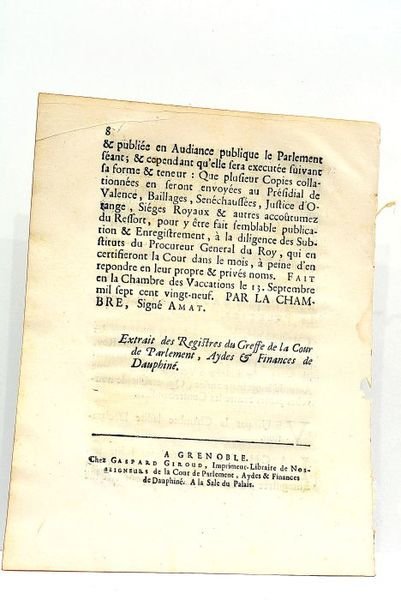 8
& publiée en Audiance publique le Parlement
séant; & cependant qu'elle sera executée suivant
sa forme & teneur : Que plusieur Copies colla-
tionnées en seront envoyées au Présidial de
Valence, Baillages, Senéchaussées, Justice d'O-
range, Siéges Royaux & autres accoûtumez
du Ressort, pour y être fait semblable publica-
tion & Enregistrement, à la diligence des Sub-
stituts du Procureur General du Roy, qui en
certifieront la Cour dans le mois, à peine d'en
repondre en leur propre & privés noms. FAIT
en la Chambre des Vaccations le 13. Septembre
mil sept cent vingt-neuf. PAR LA CHAM-
BRE, Signé AMAT.
Extrait des Registres du Greffe de la Cour
de Parlement, Aydes & Finances de
Dauphiné.
A GRENOBLE.
Chez GASPARD GIROUD, Imprimeur-Libraire de Nos-
SEIGNEURS de la Cour de Parlement, Aydes & Finances
de Dauphiné. A la Sale du Palais.